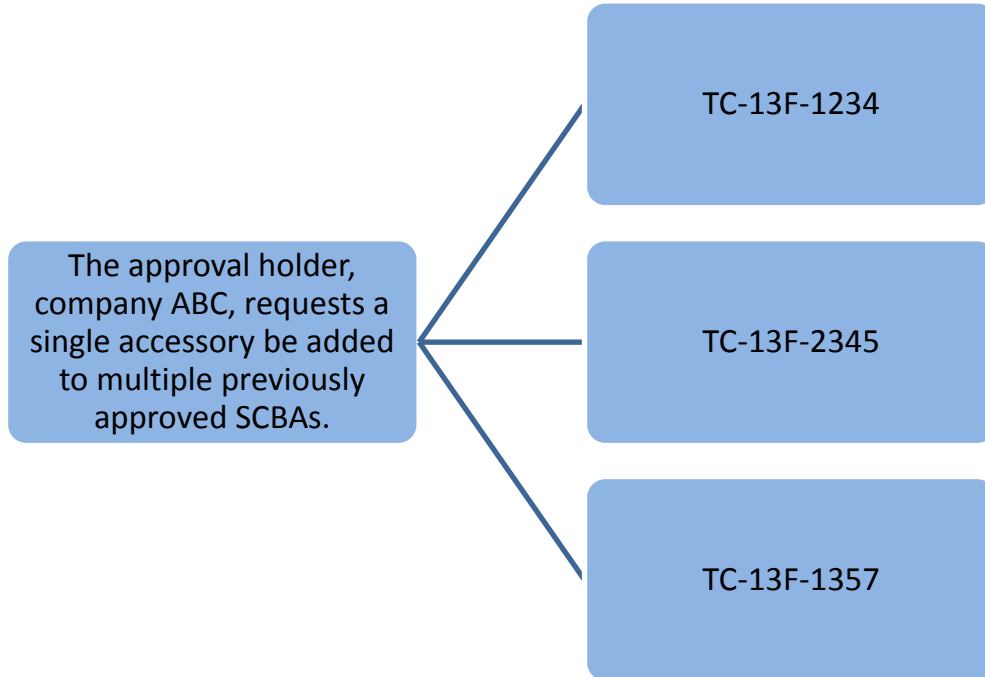 The approval holder,
company ABC, requests a
single accessory be added
to multiple previously
approved SCBAs.
TC-13F-1234
TC-13F-2345
TC-13F-1357